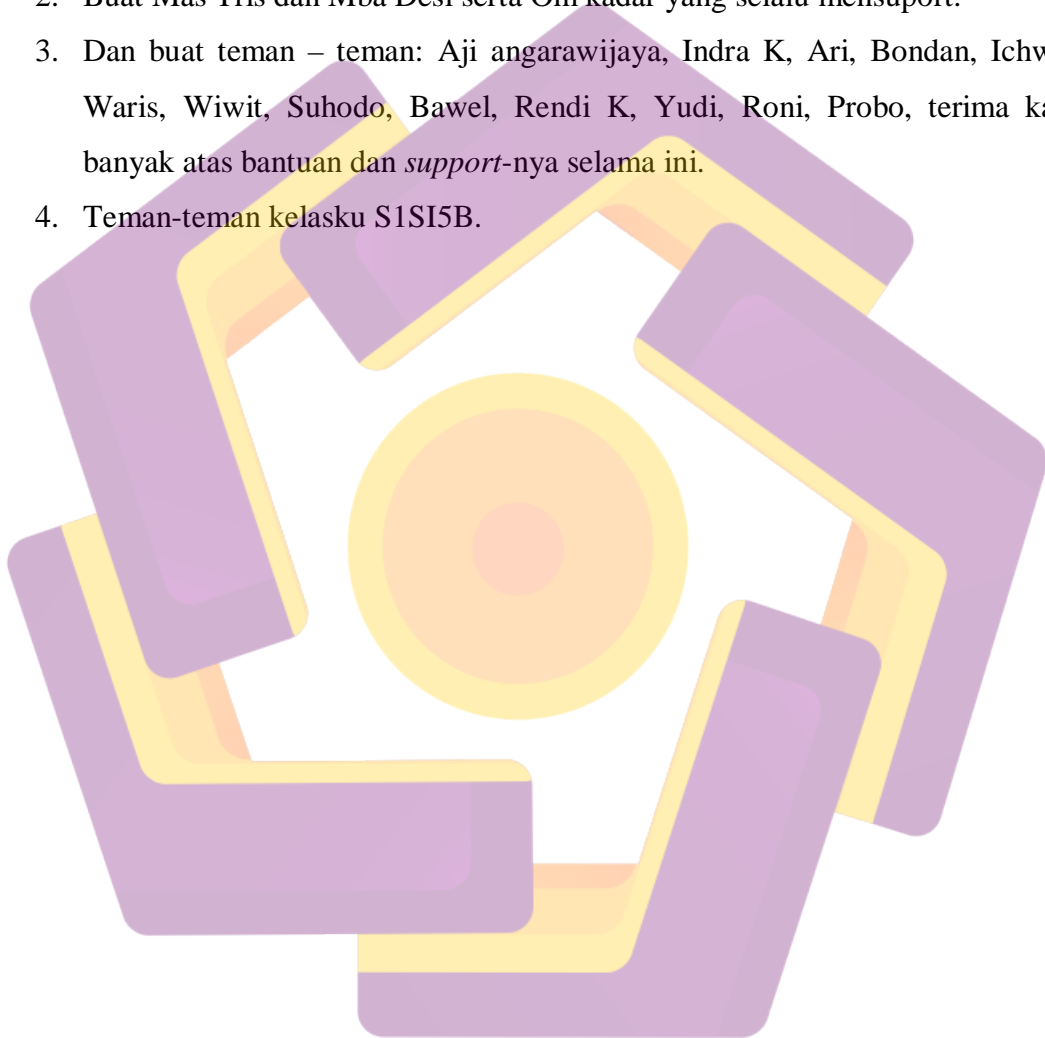 2. Buat Mas Tris dan Mba Desi serta Om kadar yang selalu mensuport.
3. Dan buat teman – teman: Aji angarawijaya, Indra K, Ari, Bondan, Ichw
Waris, Wiwit, Suhodo, Bawel, Rendi K, Yudi, Roni, Probo, terima ka
banyak atas bantuan dan support-nya selama ini.
4. Teman-teman kelasku S1SI5B.